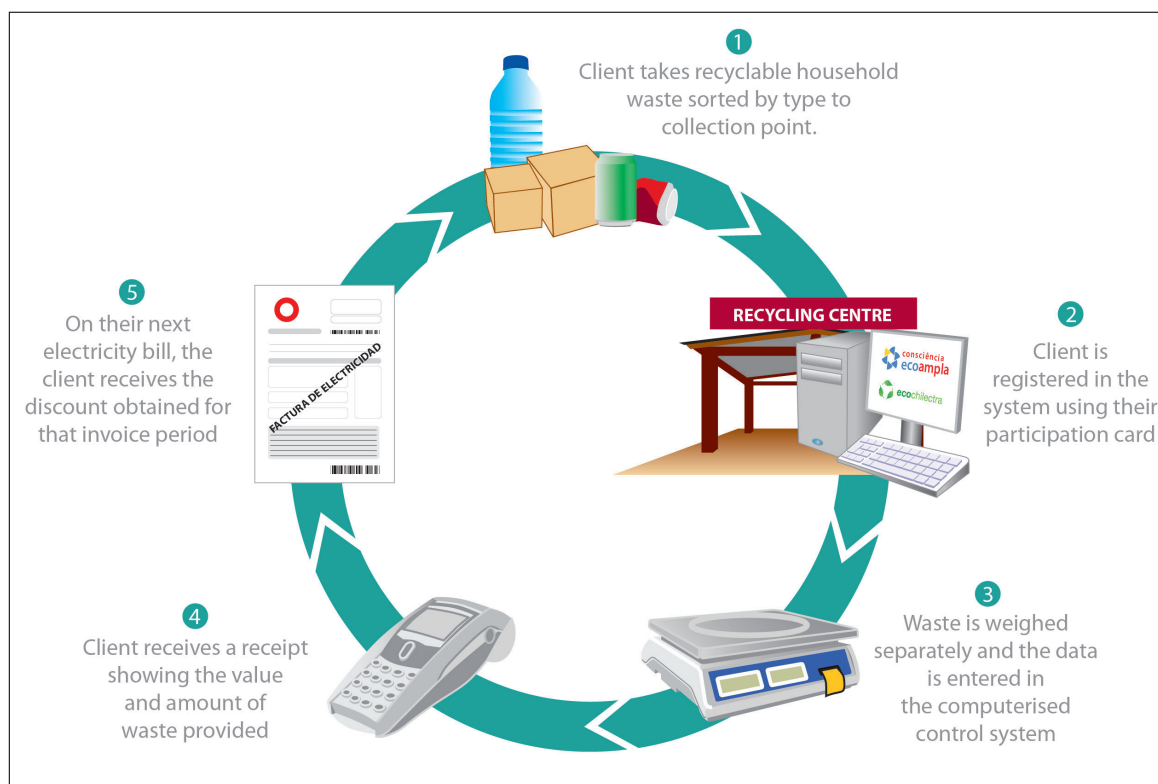 1
Client takes recyclable household
waste sorted by type to
collection point.
RECYCLING CENTRE
consciência
ecoampla
ecochilectra
2
Client is
registered in the
system using their
participation card
3
Waste is weighed
separately and the data
is entered in
the computerised
control system
4
Client receives a receipt
showing the value
and amount of
waste provided
5
On their next
electricity bill, the
client receives the
discount obtained for
that invoice period
FACTURA DE ELECTRICIDAD